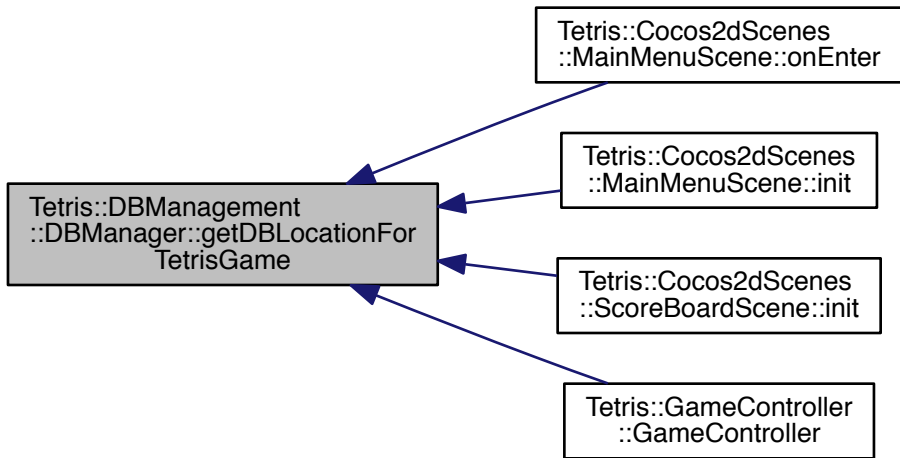 Tetris::Cocos2dScenes
::MainMenuScene::onEnter
Tetris::Cocos2dScenes
::MainMenuScene::init
Tetris::DBManagement
::DBManager::getDBLocationFor
TetrisGame
Tetris::Cocos2dScenes
::ScoreBoardScene::init
Tetris::GameController
::GameController